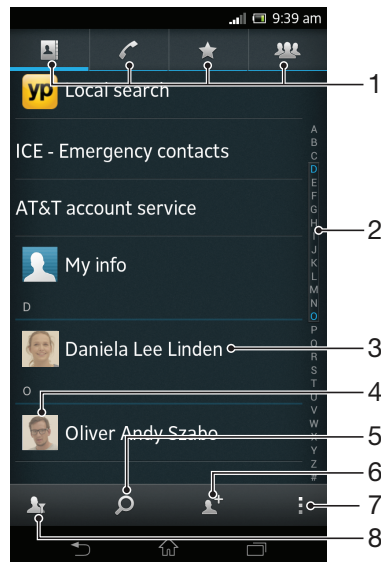 9:39 am
yp Local search
ICE - Emergency contacts
AT&T account service
My info
D
Daniela Lee Linden
O
Oliver Andy Szabo
A
B
C
D
E
F
G
H
I
J
K
L
M
N
O
P
Q
R
S
T
U
V
W
X
Y
Z
#
1
2
3
4
5
6
7
8